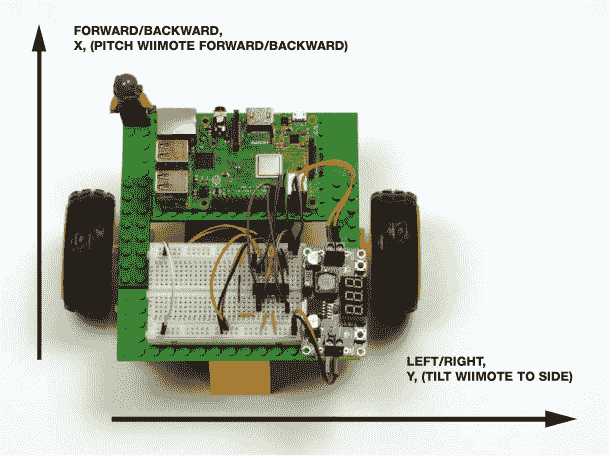 FORWARD/BACKWARD,
X, (PITCH WIIMOTE FORWARD/BACKWARD)
LEFT/RIGHT,
Y, (TILT WIIMOTE TO SIDE)